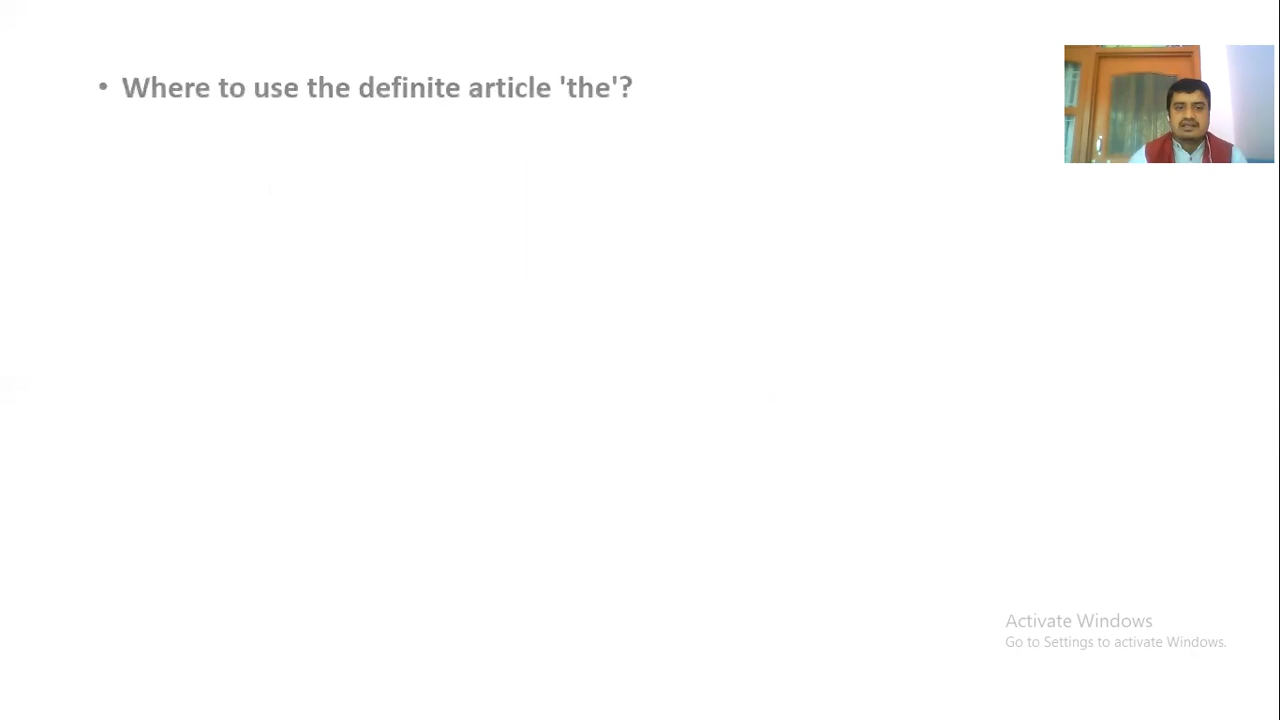 • Where to use the definite article 'the'?
Activate Windows
Go to Settings to activate Windows.